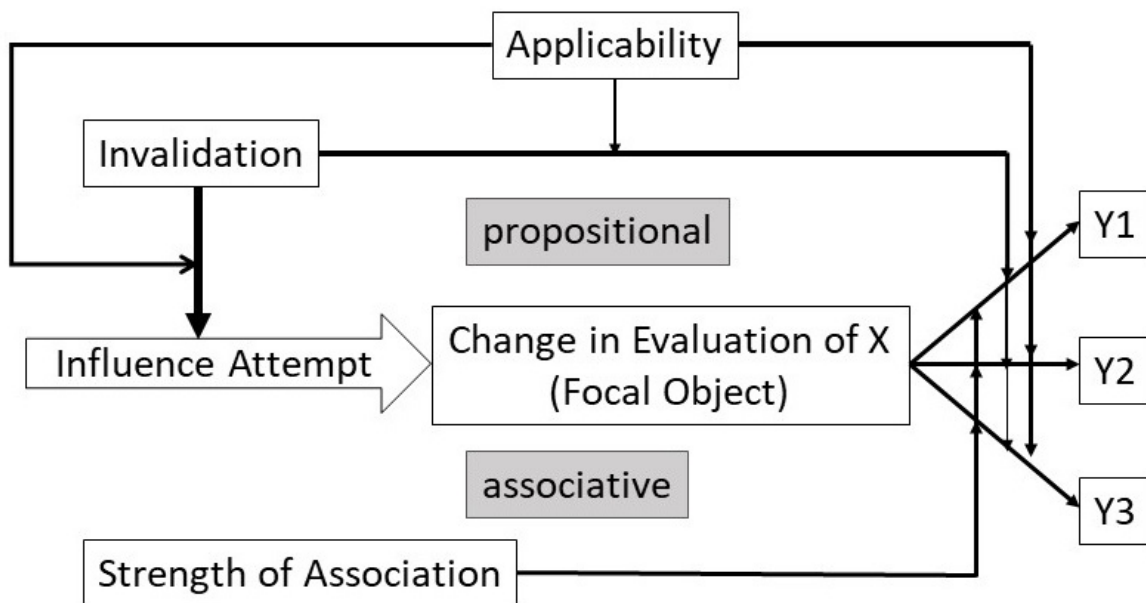 Applicability
Invalidation
propositional
Y1
Influence Attempt
Change in Evaluation of X
(Focal Object)
Y2
associative
Y3
Strength of Association